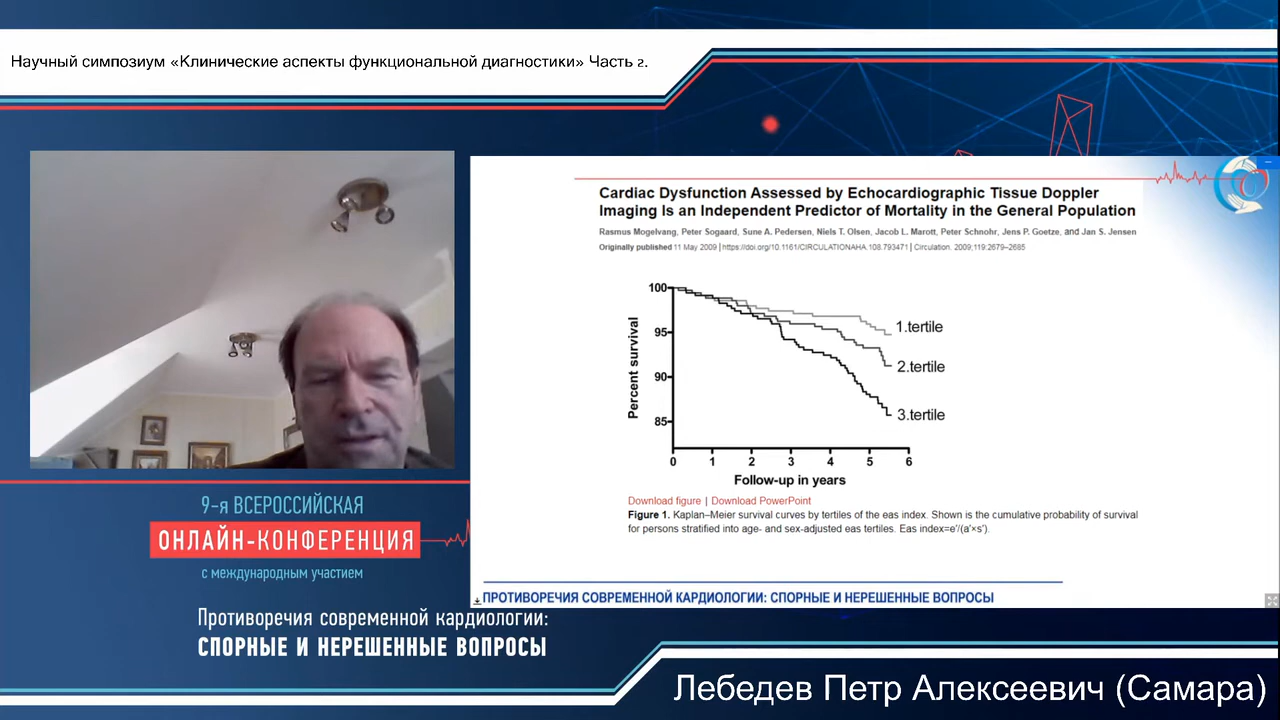 Научный симпозиум «Клинические аспекты функциональной диагностики» Часть 2.
Cardiac Dysfunction Assessed by Echocardiographic Tissue Doppler
Imaging Is an Independent Predictor of Mortality in the General Population
Rasmus Mogelvang, Peter Sogaard, Sune A. Pedersen, Niels T. Olsen, Jacob L. Marott, Peter Schnohr, Jens P. Goetze, and Jan S. Jensen
Originally published 11 May 2009 | https://doi.org/10.1161/CIRCULATIONAHA.108.793471 | Circulation. 2009;119:2679–2685
100
95
90
85
Percent survival
1.tertile
2.tertile
3.tertile
0 1 2 3 4 5 6
Follow-up in years
Download figure | Download PowerPoint
Figure 1. Kaplan–Meier survival curves by tertiles of the eas index. Shown is the cumulative probability of survival
for persons stratified into age- and sex-adjusted eas tertiles. Eas index=e′/(a′×s′).
ПРОТИВОРЕЧИЯ СОВРЕМЕННОЙ КАРДИОЛОГИИ: СПОРНЫЕ И НЕРЕШЕННЫЕ ВОПРОСЫ
9-я ВСЕРОССИЙСКАЯ
ОНЛАЙН-КОНФЕРЕНЦИЯ
с международным участием
Противоречия современной кардиологии:
СПОРНЫЕ И НЕРЕШЕННЫЕ ВОПРОСЫ
Лебедев Петр Алексеевич (Самара)